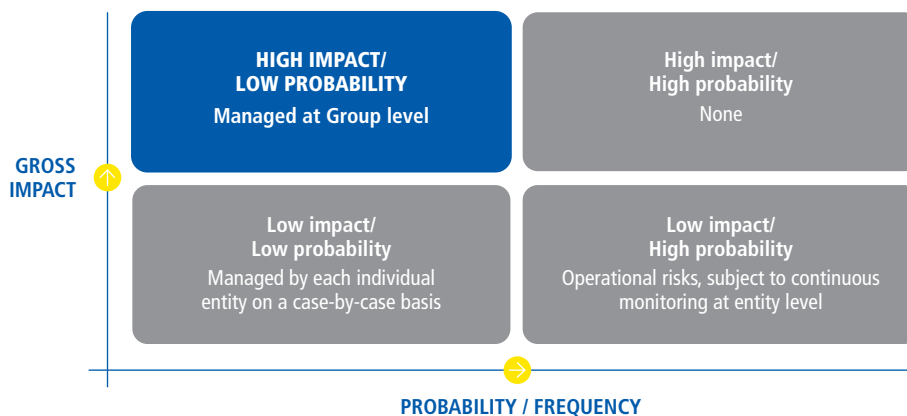 HIGH IMPACT/
LOW PROBABILITY
Managed at Group level
High impact/
High probability
None
GROSS
IMPACT
Low impact/
Low probability
Managed by each individual
entity on a case-by-case basis
Low impact/
High probability
Operational risks, subject to continuous
monitoring at entity level
PROBABILITY / FREQUENCY